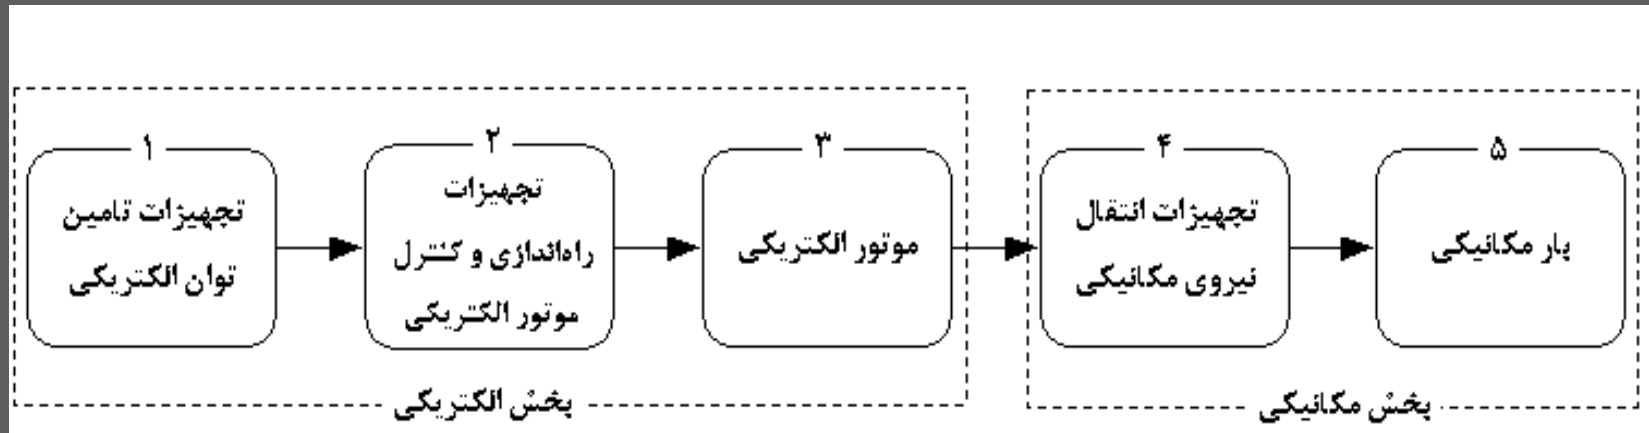 ۱
تجهیزات تامین
توان الکتریکی
۲
تجهیزات
راه‌اندازی و کنترل
موتور الکتریکی
۳
موتور الکتریکی
۴
تجهیزات انتقال
نیروی مکانیکی
۵
بار مکانیکی
بخش الکتریکی
بخش مکانیکی